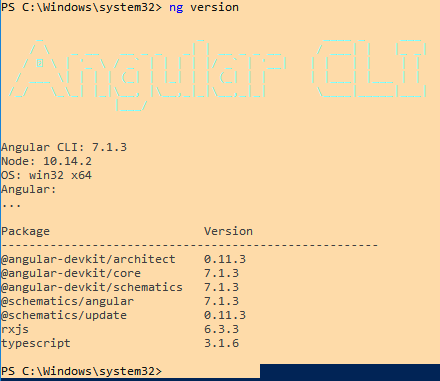 PS C:\Windows\system32> ng version
Angular CLI
Angular CLI: 7.1.3
Node: 10.14.2
OS: win32 x64
Angular:
...
Package Version
------------------------------------------------------
@angular-devkit/architect 0.11.3
@angular-devkit/core 7.1.3
@angular-devkit/schematics 7.1.3
@schematics/angular 7.1.3
@schematics/update 0.11.3
rxjs 6.3.3
typescript 3.1.6
PS C:\Windows\system32>